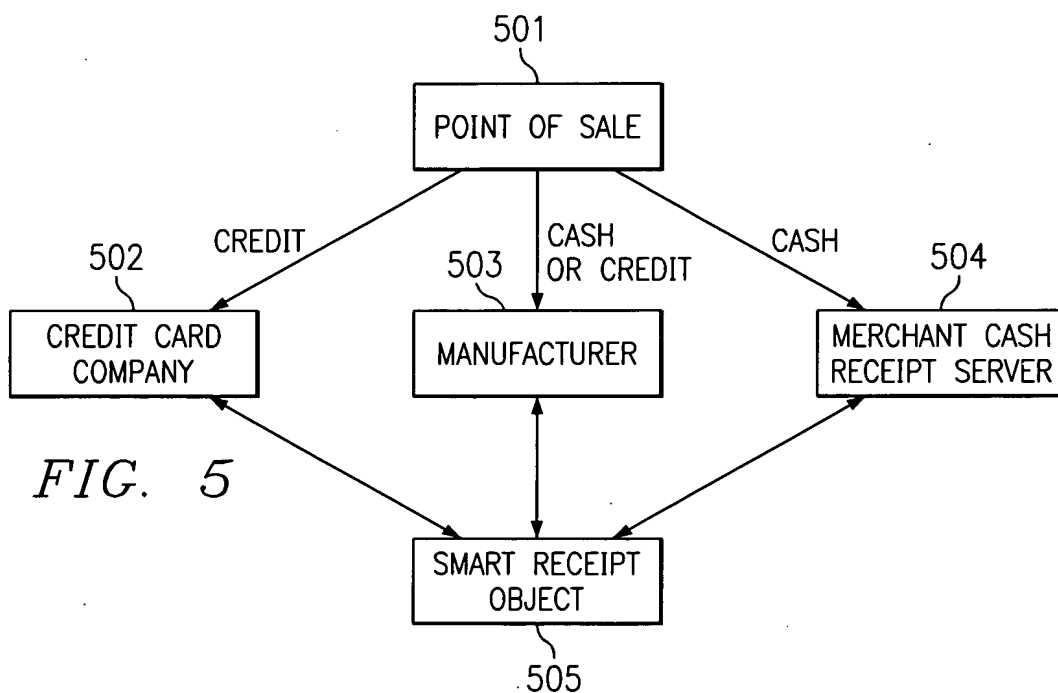 501
POINT OF SALE
CREDIT
CASH
OR CREDIT
CASH
502
503
504
CREDIT CARD
COMPANY
MANUFACTURER
MERCHANT CASH
RECEIPT SERVER
FIG. 5
SMART RECEIPT
OBJECT
505